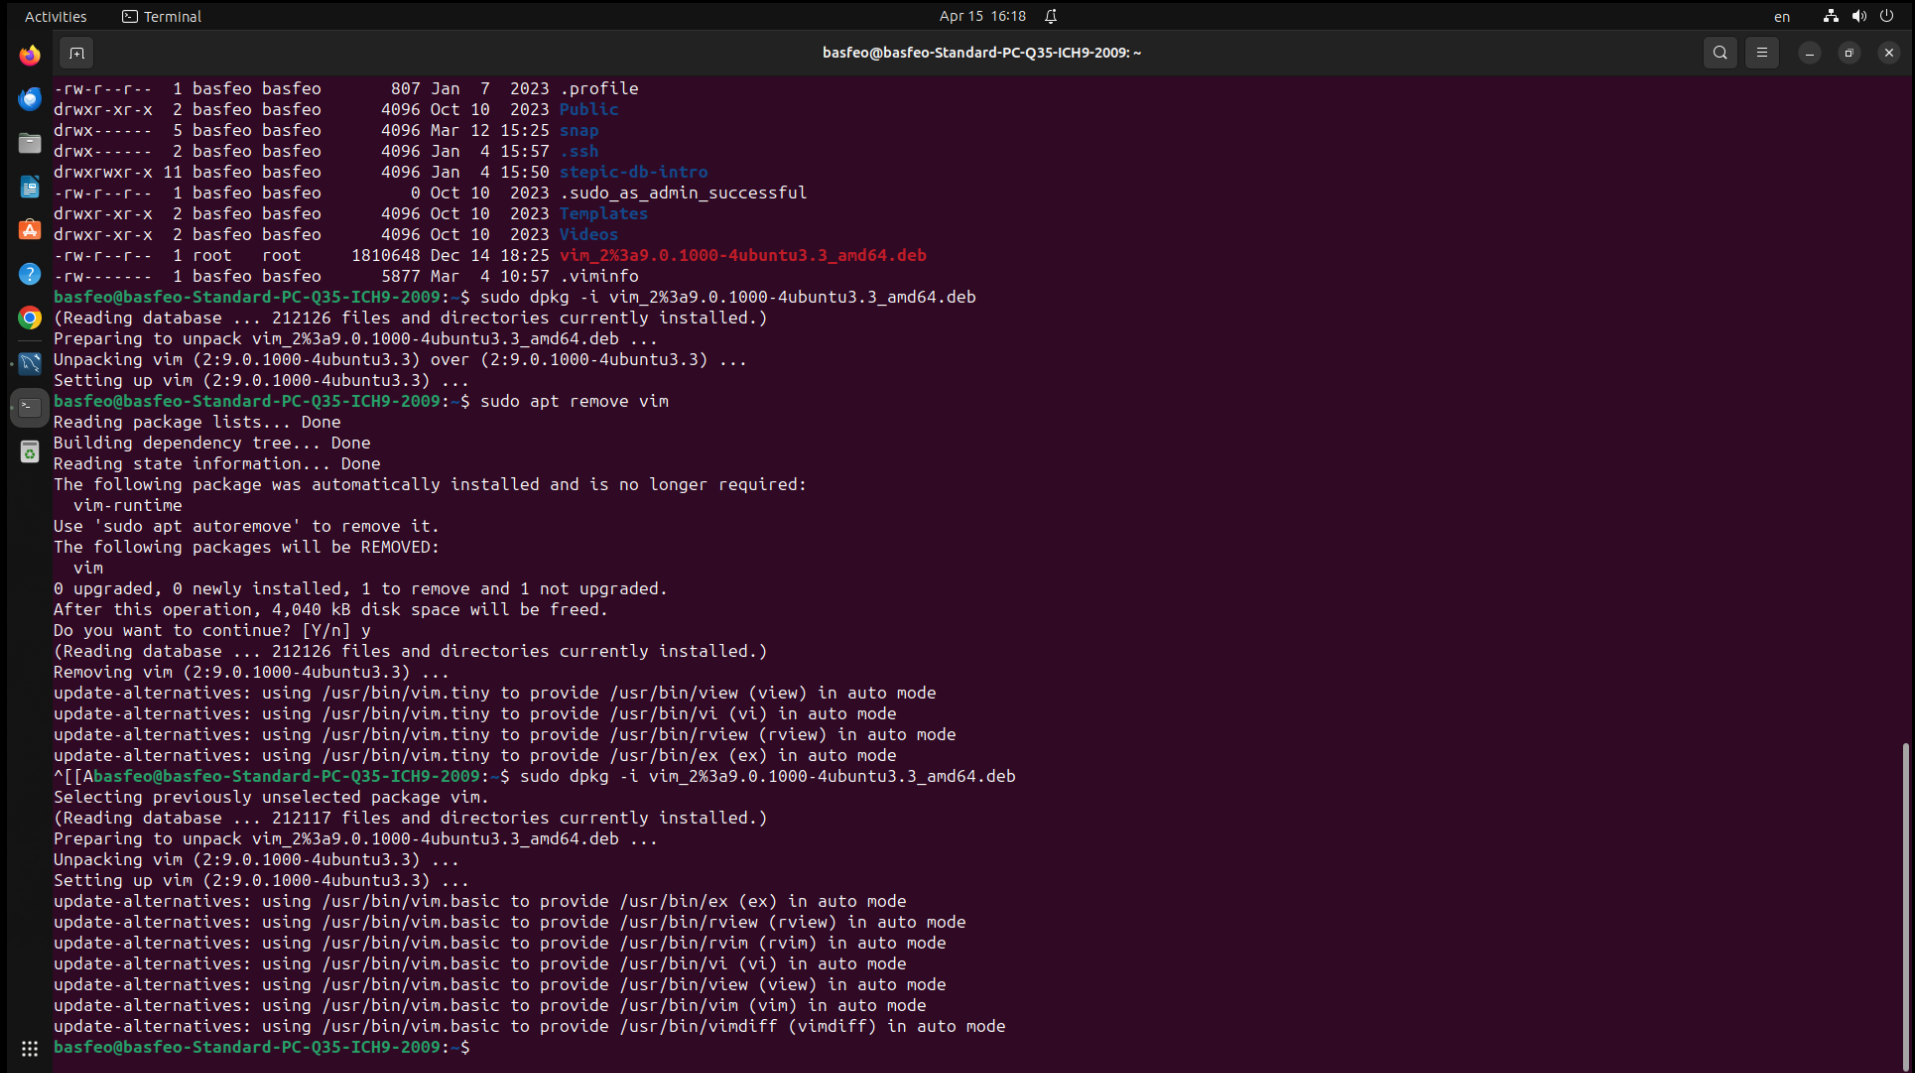 Activities Terminal Apr 15 16:18 en
basfeo@basfeo-Standard-PC-Q35-ICH9-2009: ~
-rw-r--r--  1 basfeo basfeo     807 Jan  7  2023 .profile
drwxr-xr-x  2 basfeo basfeo    4096 Oct 10  2023 Public
drwx------  5 basfeo basfeo    4096 Mar 12 15:25 snap
drwx------  2 basfeo basfeo    4096 Jan  4 15:57 .ssh
drwxrwxr-x 11 basfeo basfeo    4096 Jan  4 15:50 stepic-db-intro
-rw-r--r--  1 basfeo basfeo       0 Oct 10  2023 .sudo_as_admin_successful
drwxr-xr-x  2 basfeo basfeo    4096 Oct 10  2023 Templates
drwxr-xr-x  2 basfeo basfeo    4096 Oct 10  2023 Videos
-rw-r--r--  1 root   root   1810648 Dec 14 18:25 vim_2%3a9.0.1000-4ubuntu3.3_amd64.deb
-rw-------  1 basfeo basfeo    5877 Mar  4 10:57 .viminfo
basfeo@basfeo-Standard-PC-Q35-ICH9-2009:~$ sudo dpkg -i vim_2%3a9.0.1000-4ubuntu3.3_amd64.deb
(Reading database ... 212126 files and directories currently installed.)
Preparing to unpack vim_2%3a9.0.1000-4ubuntu3.3_amd64.deb ...
Unpacking vim (2:9.0.1000-4ubuntu3.3) over (2:9.0.1000-4ubuntu3.3) ...
Setting up vim (2:9.0.1000-4ubuntu3.3) ...
basfeo@basfeo-Standard-PC-Q35-ICH9-2009:~$ sudo apt remove vim
Reading package lists... Done
Building dependency tree... Done
Reading state information... Done
The following package was automatically installed and is no longer required:
  vim-runtime
Use 'sudo apt autoremove' to remove it.
The following packages will be REMOVED:
  vim
0 upgraded, 0 newly installed, 1 to remove and 1 not upgraded.
After this operation, 4,040 kB disk space will be freed.
Do you want to continue? [Y/n] y
(Reading database ... 212126 files and directories currently installed.)
Removing vim (2:9.0.1000-4ubuntu3.3) ...
update-alternatives: using /usr/bin/vim.tiny to provide /usr/bin/view (view) in auto mode
update-alternatives: using /usr/bin/vim.tiny to provide /usr/bin/vi (vi) in auto mode
update-alternatives: using /usr/bin/vim.tiny to provide /usr/bin/rview (rview) in auto mode
update-alternatives: using /usr/bin/vim.tiny to provide /usr/bin/ex (ex) in auto mode
^[[Abasfeo@basfeo-Standard-PC-Q35-ICH9-2009:~$ sudo dpkg -i vim_2%3a9.0.1000-4ubuntu3.3_amd64.deb
Selecting previously unselected package vim.
(Reading database ... 212117 files and directories currently installed.)
Preparing to unpack vim_2%3a9.0.1000-4ubuntu3.3_amd64.deb ...
Unpacking vim (2:9.0.1000-4ubuntu3.3) ...
Setting up vim (2:9.0.1000-4ubuntu3.3) ...
update-alternatives: using /usr/bin/vim.basic to provide /usr/bin/ex (ex) in auto mode
update-alternatives: using /usr/bin/vim.basic to provide /usr/bin/rview (rview) in auto mode
update-alternatives: using /usr/bin/vim.basic to provide /usr/bin/rvim (rvim) in auto mode
update-alternatives: using /usr/bin/vim.basic to provide /usr/bin/vi (vi) in auto mode
update-alternatives: using /usr/bin/vim.basic to provide /usr/bin/view (view) in auto mode
update-alternatives: using /usr/bin/vim.basic to provide /usr/bin/vim (vim) in auto mode
update-alternatives: using /usr/bin/vim.basic to provide /usr/bin/vimdiff (vimdiff) in auto mode
basfeo@basfeo-Standard-PC-Q35-ICH9-2009:~$